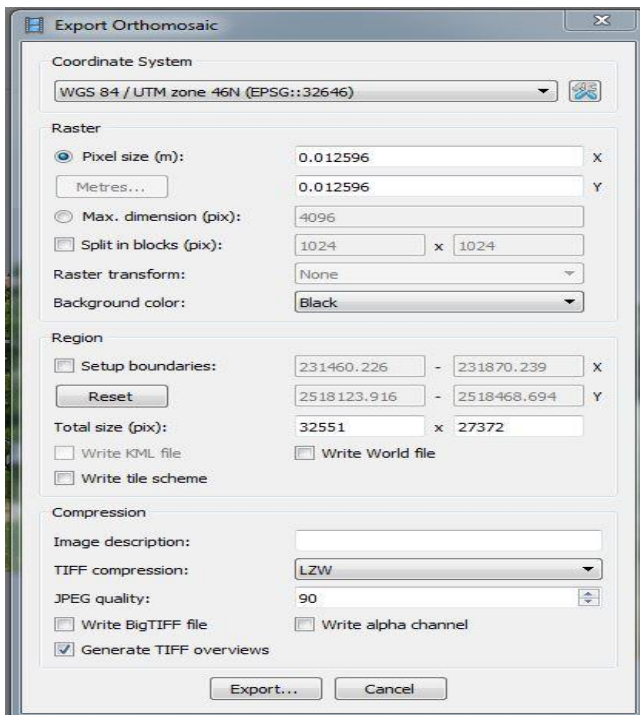 Export Orthomosaic
Coordinate System
WGS 84 / UTM zone 46N (EPSG::32646)
Raster
Pixel size (m): 0.012596 X
Metres... 0.012596 Y
Max. dimension (pix): 4096
Split in blocks (pix): 1024 x 1024
Raster transform: None
Background color: Black
Region
Setup boundaries: 231460.226 - 231870.239 X
Reset 2518123.916 - 2518468.694 Y
Total size (pix): 32551 x 27372
Write KML file Write World file
Write tile scheme
Compression
Image description:
TIFF compression: LZW
JPEG quality: 90
Write BigTIFF file Write alpha channel
Generate TIFF overviews
Export... Cancel